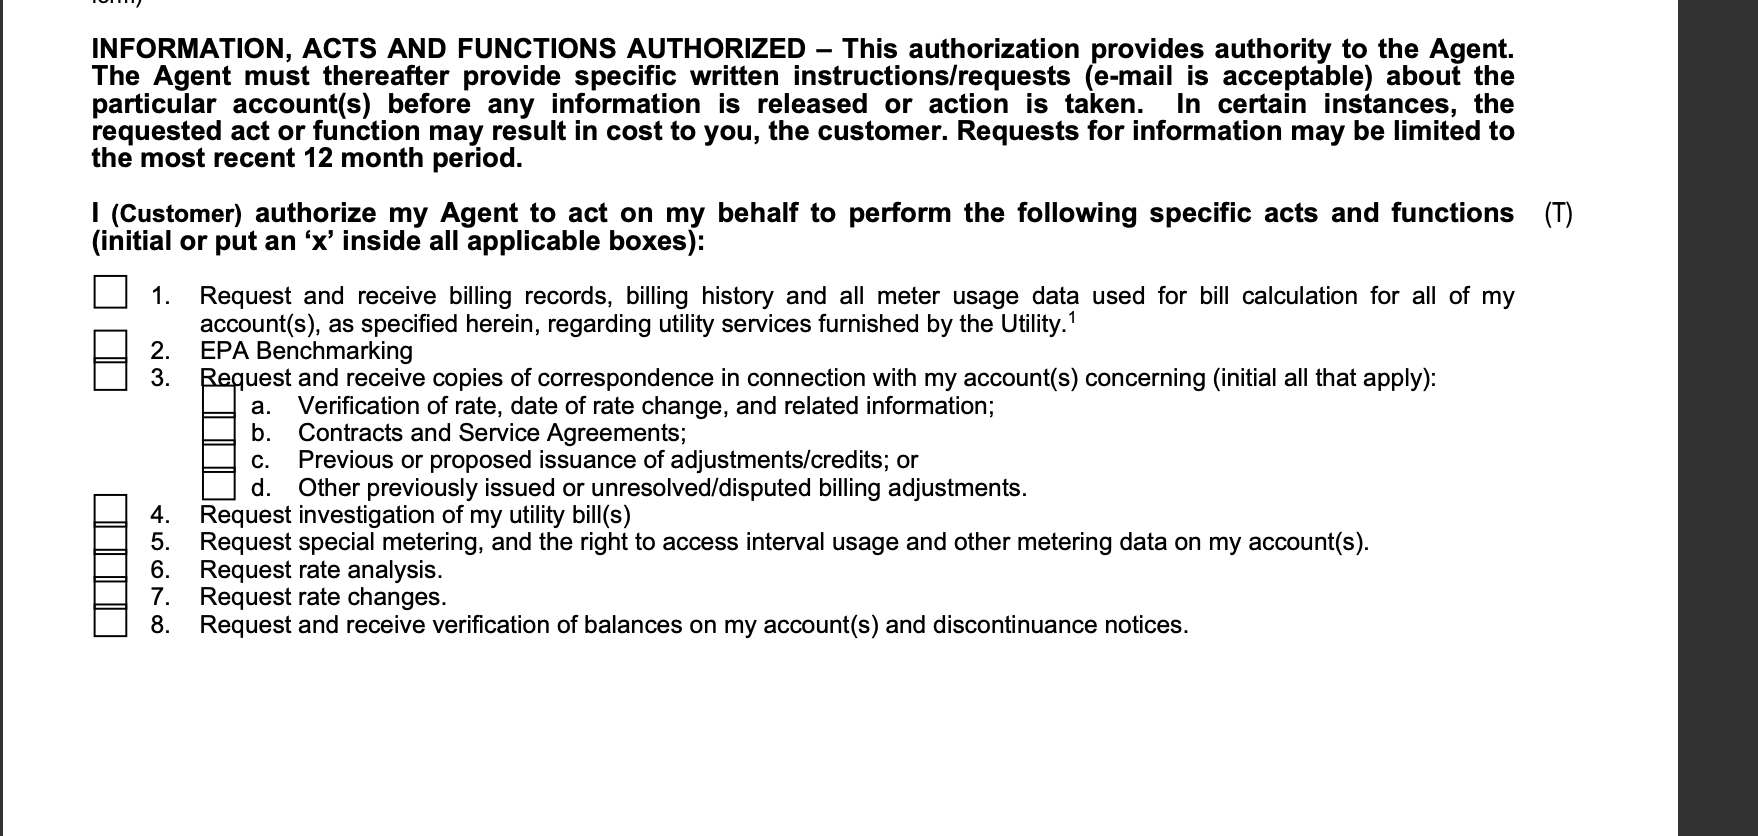 INFORMATION, ACTS AND FUNCTIONS AUTHORIZED – This authorization provides authority to the Agent.
The Agent must thereafter provide specific written instructions/requests (e-mail is acceptable) about the
particular account(s) before any information is released or action is taken. In certain instances, the
requested act or function may result in cost to you, the customer. Requests for information may be limited to
the most recent 12 month period.
I (Customer) authorize my Agent to act on my behalf to perform the following specific acts and functions (T)
(initial or put an ‘x’ inside all applicable boxes):
1. Request and receive billing records, billing history and all meter usage data used for bill calculation for all of my
account(s), as specified herein, regarding utility services furnished by the Utility.¹
2. EPA Benchmarking
3. Request and receive copies of correspondence in connection with my account(s) concerning (initial all that apply):
a. Verification of rate, date of rate change, and related information;
b. Contracts and Service Agreements;
c. Previous or proposed issuance of adjustments/credits; or
d. Other previously issued or unresolved/disputed billing adjustments.
4. Request investigation of my utility bill(s)
5. Request special metering, and the right to access interval usage and other metering data on my account(s).
6. Request rate analysis.
7. Request rate changes.
8. Request and receive verification of balances on my account(s) and discontinuance notices.